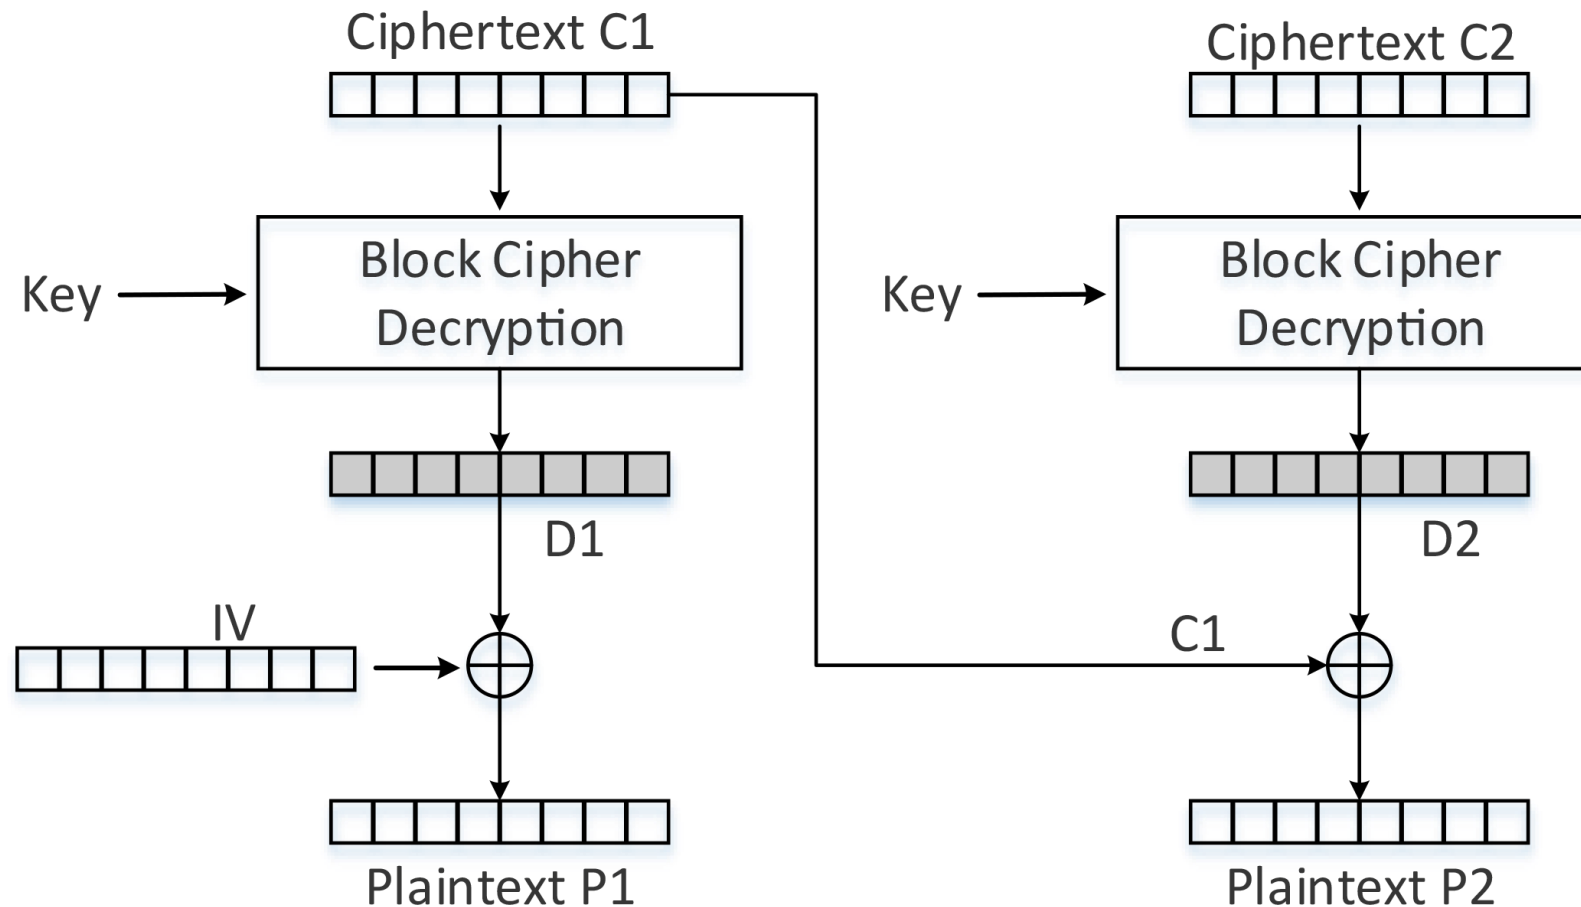 Ciphertext C1
Ciphertext C2
Key
Block Cipher
Decryption
Key
Block Cipher
Decryption
D1
D2
IV
C1
Plaintext P1
Plaintext P2